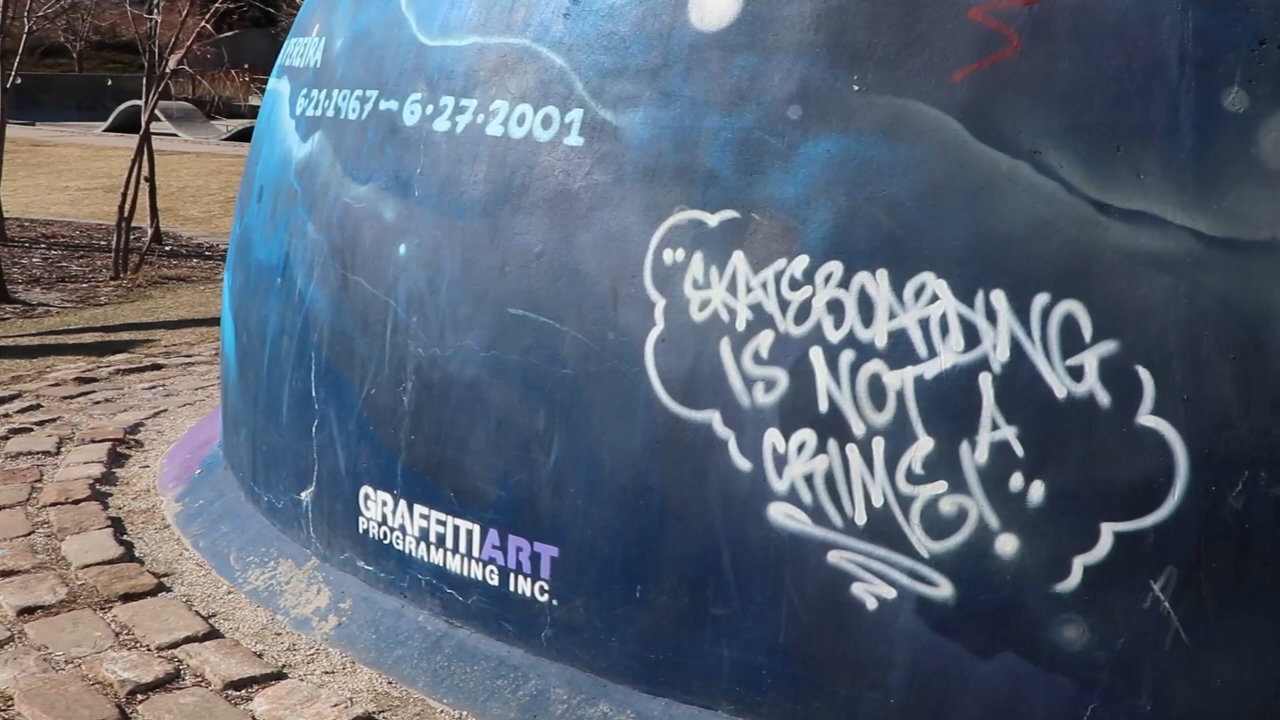 PEREIRA
6·21·1967~6·27·2001
"SKATEBOARDING
IS NOT A
CRIME!"
GRAFFITIART
PROGRAMMING INC.